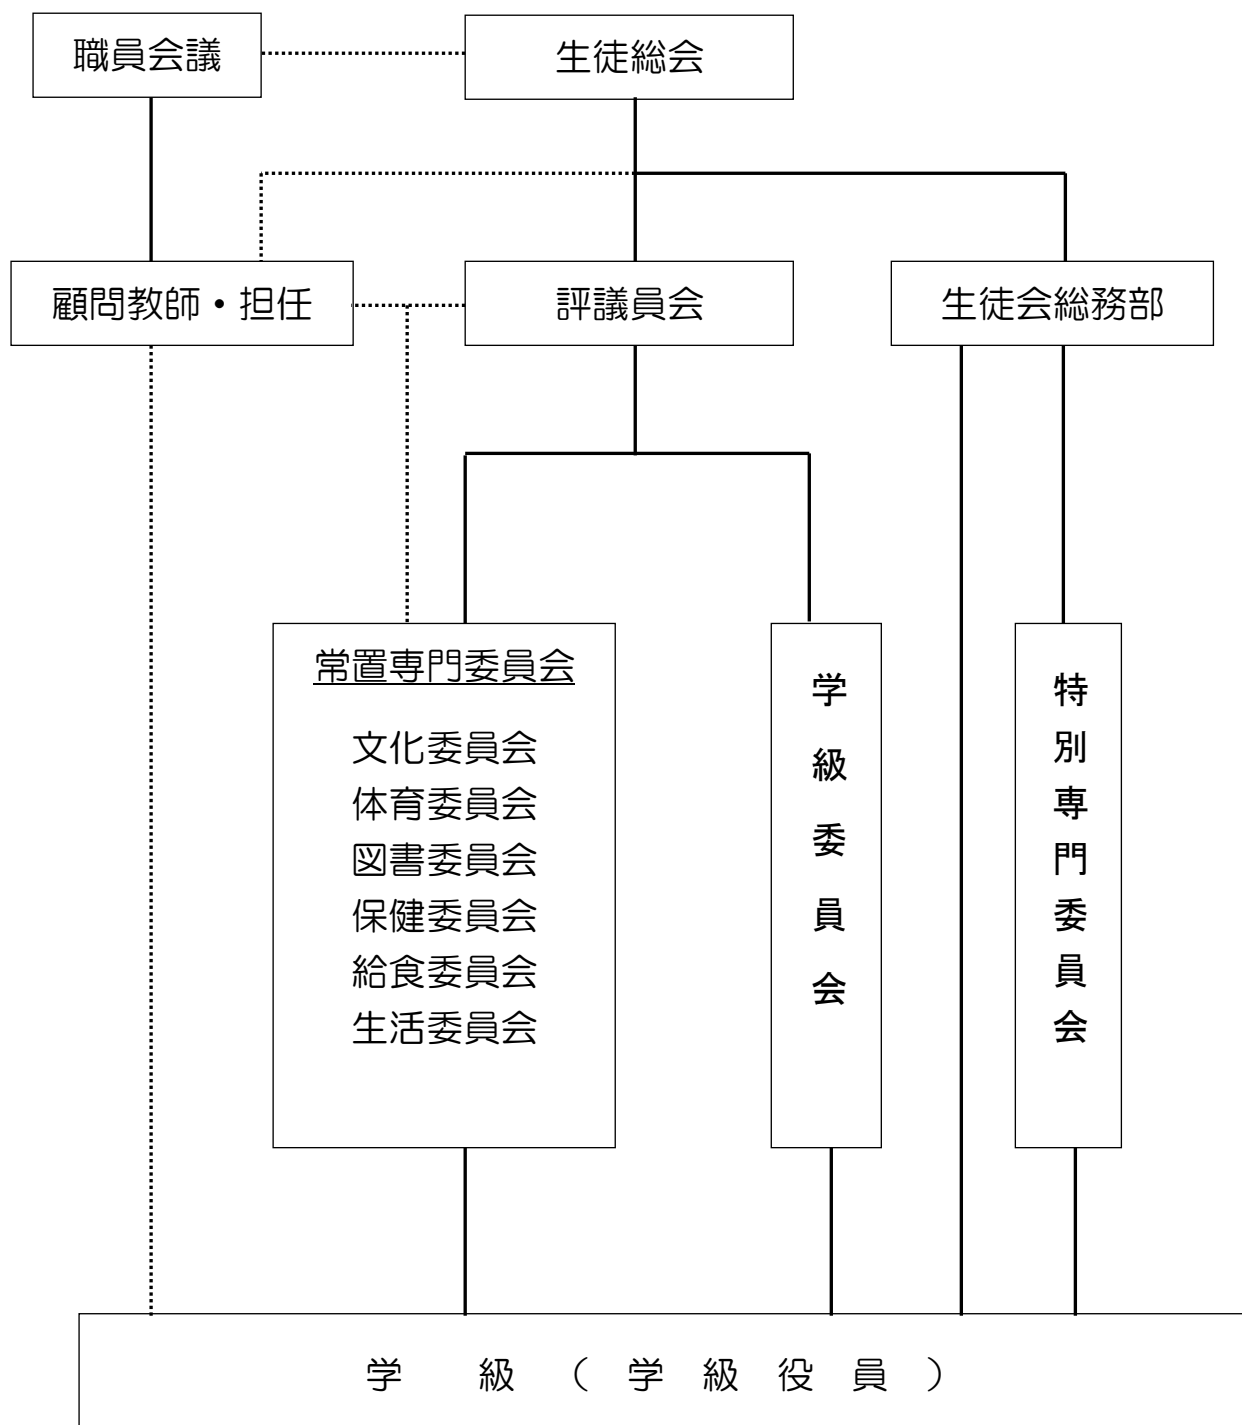 職員会議
生徒総会
顧問教師・担任
評議員会
生徒会総務部
常置専門委員会
文化委員会
体育委員会
図書委員会
保健委員会
給食委員会
生活委員会
学級委員会
特別専門委員会
学級(学級役員)